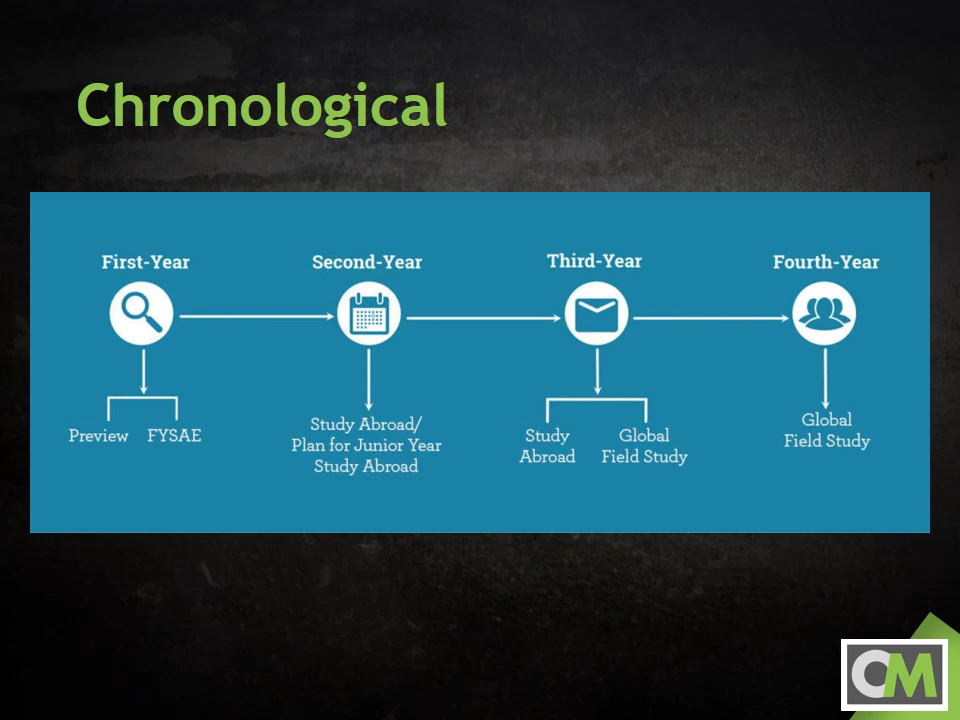 Chronological
First-Year
Second-Year
Third-Year
Fourth-Year
Preview
FYSAE
Study Abroad/
Plan for Junior Year
Study Abroad
Study
Abroad
Global
Field Study
Global
Field Study
CM